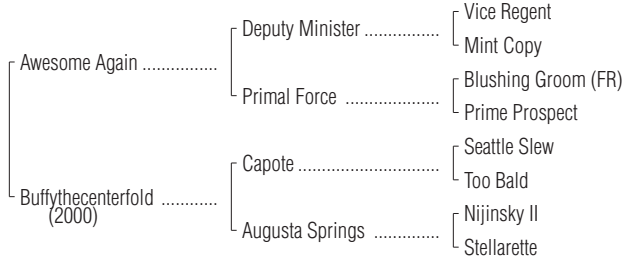 Vice Regent
Deputy Minister ................
Mint Copy
Awesome Again ................
Blushing Groom (FR)
Primal Force ....................
Prime Prospect
Seattle Slew
Capote ..............................
Too Bald
Buffythecenterfold ............
(2000)
Nijinsky II
Augusta Springs ..............
Stellarette